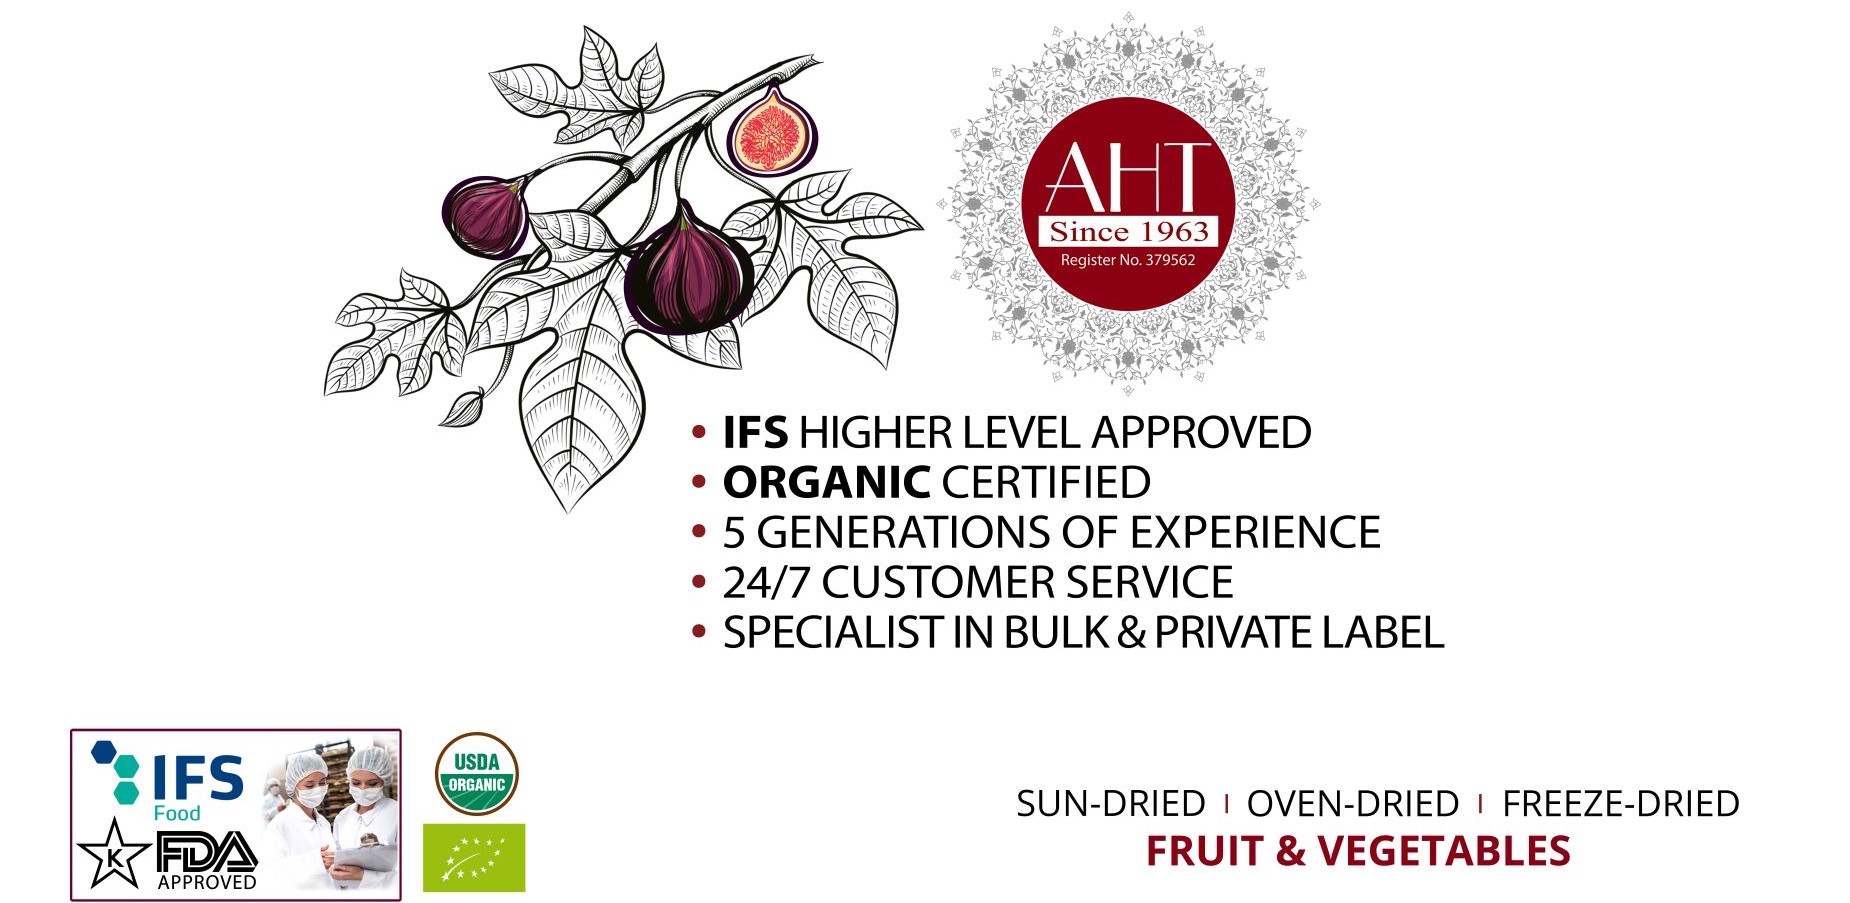 AHT
Since 1963
Register No. 379562
• IFS HIGHER LEVEL APPROVED
• ORGANIC CERTIFIED
• 5 GENERATIONS OF EXPERIENCE
• 24/7 CUSTOMER SERVICE
• SPECIALIST IN BULK & PRIVATE LABEL
IFS
Food
K
FDA
APPROVED
USDA
ORGANIC
SUN-DRIED | OVEN-DRIED | FREEZE-DRIED
FRUIT & VEGETABLES